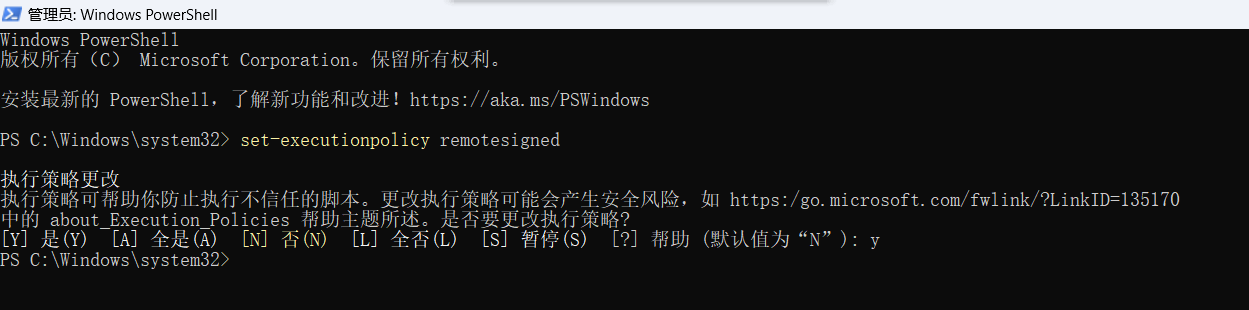 管理员: Windows PowerShell
Windows PowerShell
版权所有（C） Microsoft Corporation。保留所有权利。
安装最新的 PowerShell，了解新功能和改进！https://aka.ms/PSWindows
PS C:\Windows\system32> set-executionpolicy remotesigned
执行策略更改
执行策略可帮助你防止执行不信任的脚本。更改执行策略可能会产生安全风险，如 https:/go.microsoft.com/fwlink/?LinkID=135170
中的 about_Execution_Policies 帮助主题所述。是否要更改执行策略?
[Y] 是(Y)  [A] 全是(A)  [N] 否(N)  [L] 全否(L)  [S] 暂停(S)  [?] 帮助 (默认值为“N”): y
PS C:\Windows\system32>